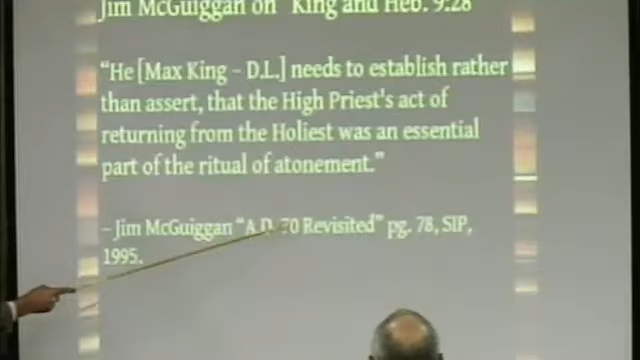 Jim McGuiggan on "King and Heb. 9:28
"He [Max King – D.L.] needs to establish rather
than assert, that the High Priest's act of
returning from the Holiest was an essential
part of the ritual of atonement."
– Jim McGuiggan "A.D. 70 Revisited" pg. 78, SIP,
1995.